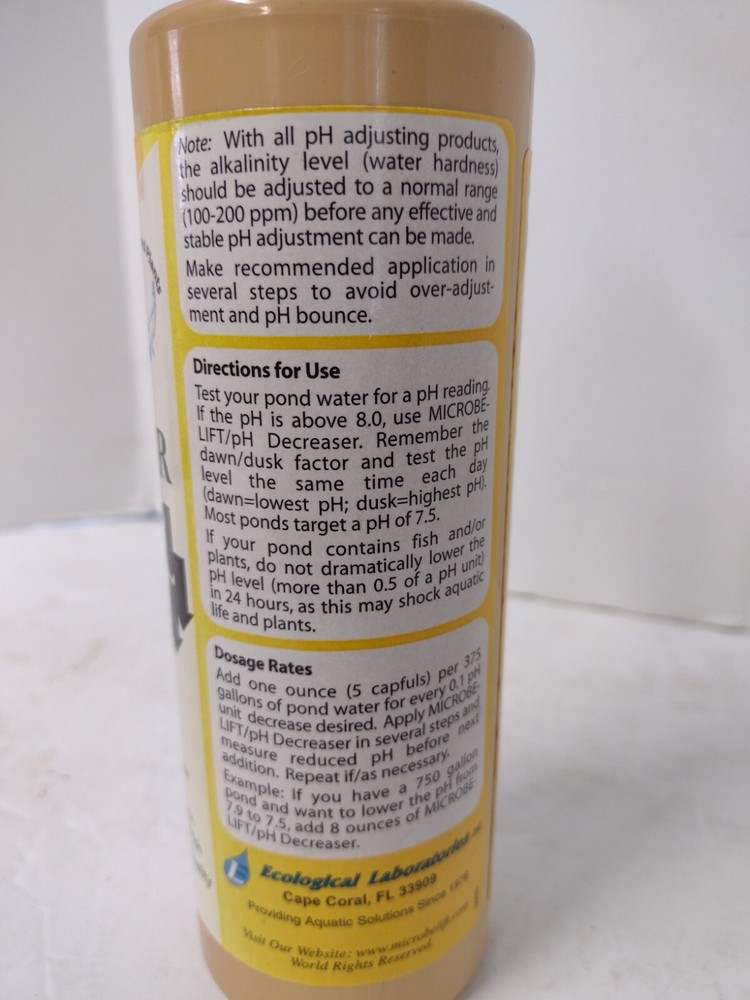 Note: With all pH adjusting products,
the alkalinity level (water hardness)
should be adjusted to a normal range
(100-200 ppm) before any effective and
stable pH adjustment can be made.
Make recommended application in
several steps to avoid over-adjust-
ment and pH bounce.
Directions for Use
Test your pond water for a pH reading.
If the pH is above 8.0, use MICROBE-
LIFT/pH Decreaser. Remember the
dawn/dusk factor and test the pH
level the same time each day
(dawn=lowest pH; dusk=highest pH).
Most ponds target a pH of 7.5.
If your pond contains fish and/or
plants, do not dramatically lower the
pH level (more than 0.5 of a pH unit)
in 24 hours, as this may shock aquatic
life and plants.
Dosage Rates
Add one ounce (5 capfuls) per 375
gallons of pond water for every 0.1 pH
unit decrease desired. Apply MICROBE-
LIFT/pH Decreaser in several steps and
measure reduced pH before next
addition. Repeat if/as necessary.
Example: If you have a 750 gallon
pond and want to lower the pH from
7.9 to 7.5, add 8 ounces of MICROBE-
LIFT/pH Decreaser.
Ecological Laboratories
Cape Coral, FL 33909
Providing Aquatic Solutions Since 1976
Visit Our Website: www.microbelift.com
World Rights Reserved.
Plants
R